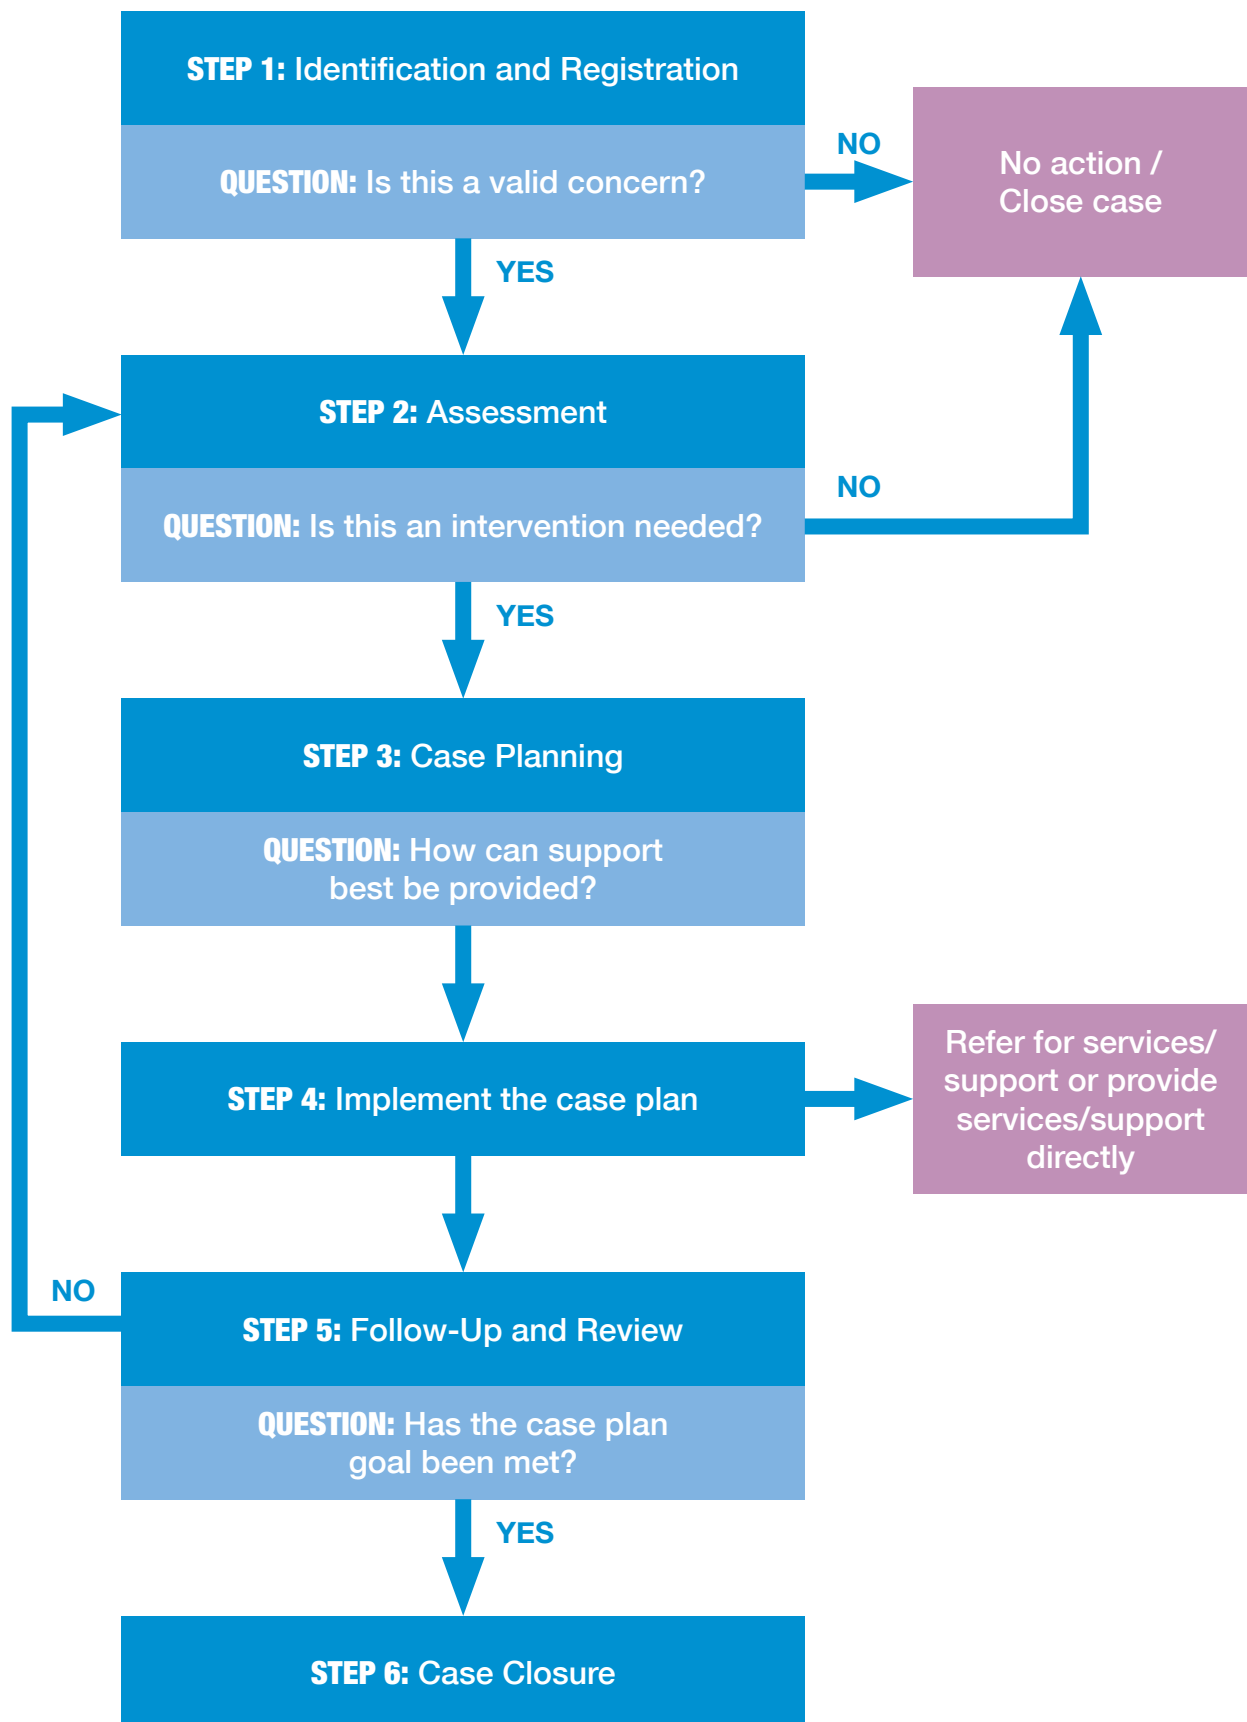 STEP 1: Identification and Registration
QUESTION: Is this a valid concern?
NO
No action /
Close case
YES
STEP 2: Assessment
QUESTION: Is this an intervention needed?
NO
YES
STEP 3: Case Planning
QUESTION: How can support
best be provided?
STEP 4: Implement the case plan
Refer for services/
support or provide
services/support
directly
NO
STEP 5: Follow-Up and Review
QUESTION: Has the case plan
goal been met?
YES
STEP 6: Case Closure